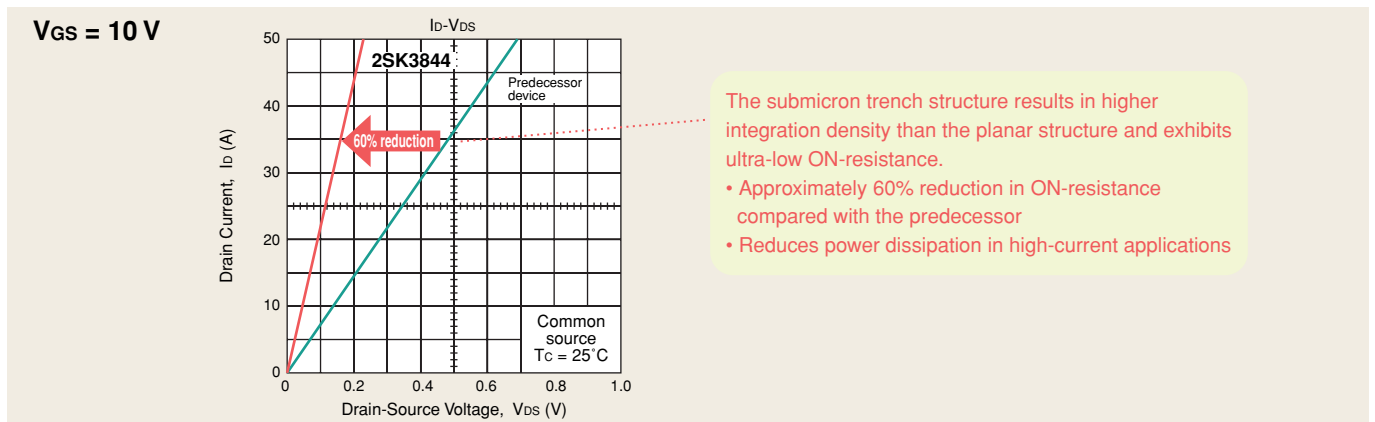 VGS = 10 V
ID-VDS
50
40
30
20
10
0
Drain Current, ID (A)
2SK3844
Predecessor
device
60% reduction
Common
source
TC = 25˚C
0
0.2
0.4
0.6
0.8
1.0
Drain-Source Voltage, VDS (V)
The submicron trench structure results in higher
integration density than the planar structure and exhibits
ultra-low ON-resistance.
• Approximately 60% reduction in ON-resistance
compared with the predecessor
• Reduces power dissipation in high-current applications